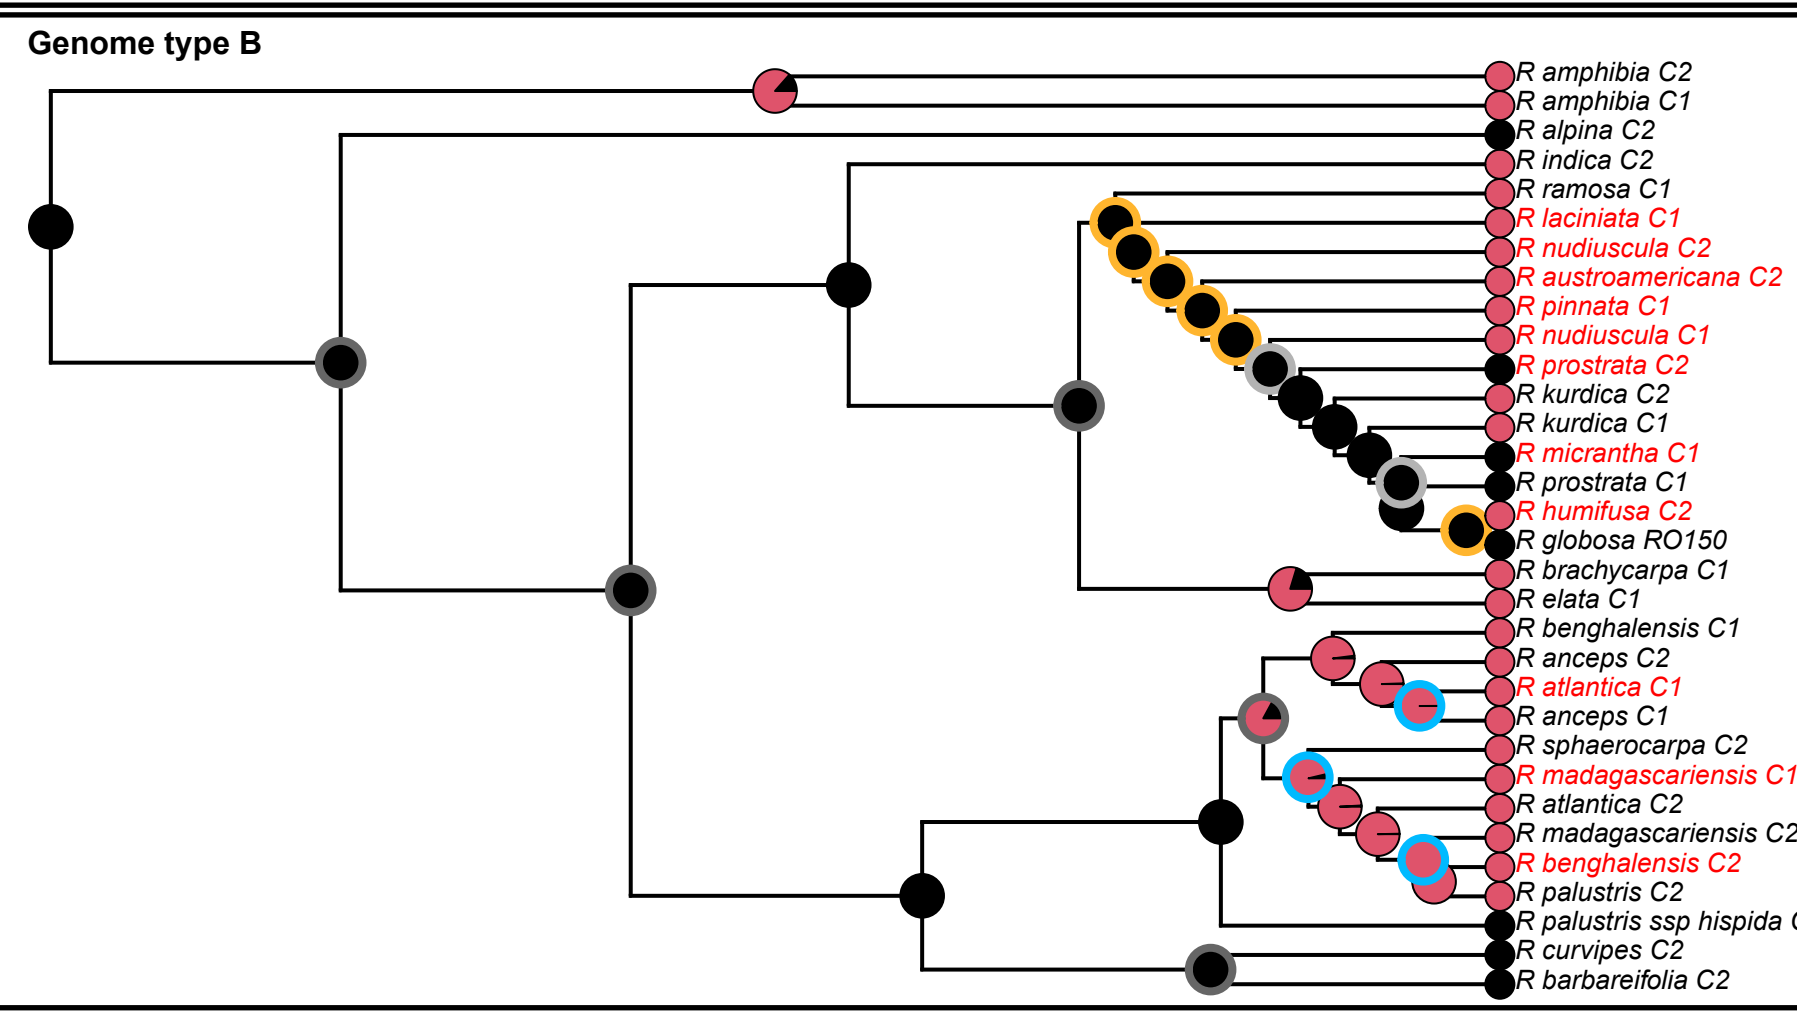 Genome type B
R amphibia C2
R amphibia C1
R alpina C2
R indica C2
R ramosa C1
R laciniata C1
R nudiuscula C2
R austroamericana C2
R pinnata C1
R nudiuscula C1
R prostrata C2
R kurdica C2
R kurdica C1
R micrantha C1
R prostrata C1
R humifusa C2
R globosa RO150
R brachycarpa C1
R elata C1
R benghalensis C1
R anceps C2
R atlantica C1
R anceps C1
R sphaerocarpa C2
R madagascariensis C1
R atlantica C2
R madagascariensis C2
R benghalensis C2
R palustris C2
R palustris ssp hispida
R curvipes C2
R barbareifolia C2